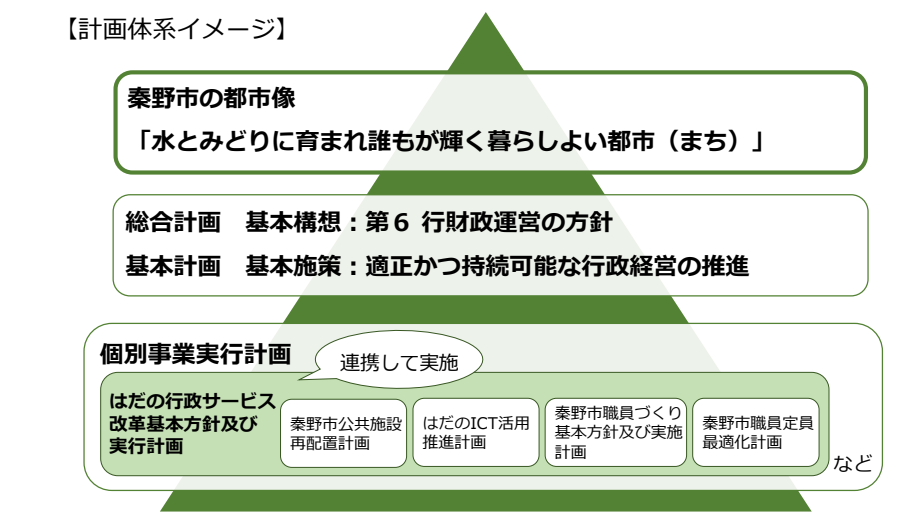 【計画体系イメージ】
秦野市の都市像
「水とみどりに育まれ誰もが輝く暮らしよい都市（まち）」
総合計画　基本構想：第６ 行財政運営の方針
基本計画　基本施策：適正かつ持続可能な行政経営の推進
個別事業実行計画
連携して実施
はだの行政サービス
改革基本方針及び
実行計画
秦野市公共施設
再配置計画
はだのICT活用
推進計画
秦野市職員づくり
基本方針及び実施
計画
秦野市職員定員
最適化計画
など